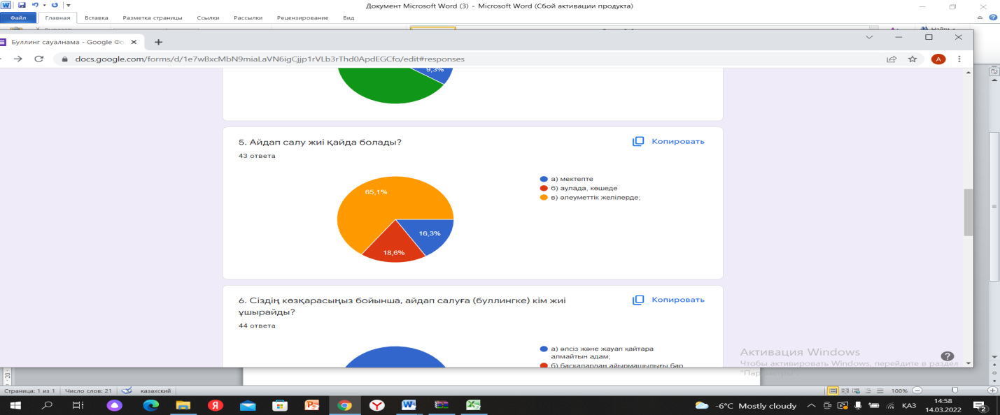 Документ Microsoft Word (3) - Microsoft Word (Сбой активации продукта)
Файл Главная Вставка Разметка страницы Ссылки Рассылки Рецензирование Вид
Буллинг сауалнама - Google Фо
docs.google.com/forms/d/1e7wBxcMbN9miaLaVN6igCjjp1rVLb3rThd0ApdEGCfo/edit#responses
A
9,3%
5. Айдап салу жиі қайда болады?
Копировать
43 ответа
а) мектепте
б) аулада, көшеде
в) әлеуметтік желілерде;
65,1%
16,3%
18,6%
6. Сіздің көзқарасыңыз бойынша, айдап салуға (буллингке) кім жиі
ұшырайды?
Копировать
44 ответа
а) әлсіз және жауап қайтара
алмайтын адам;
б) басқалардан айырмашылығы бар
Активация Windows
Чтобы активировать Windows, перейдите в раздел
Страница: 1 из 1 Число слов: 21 казахский
100%
-6°C Mostly cloudy
ҚАЗ
14:58
14.03.2022
2